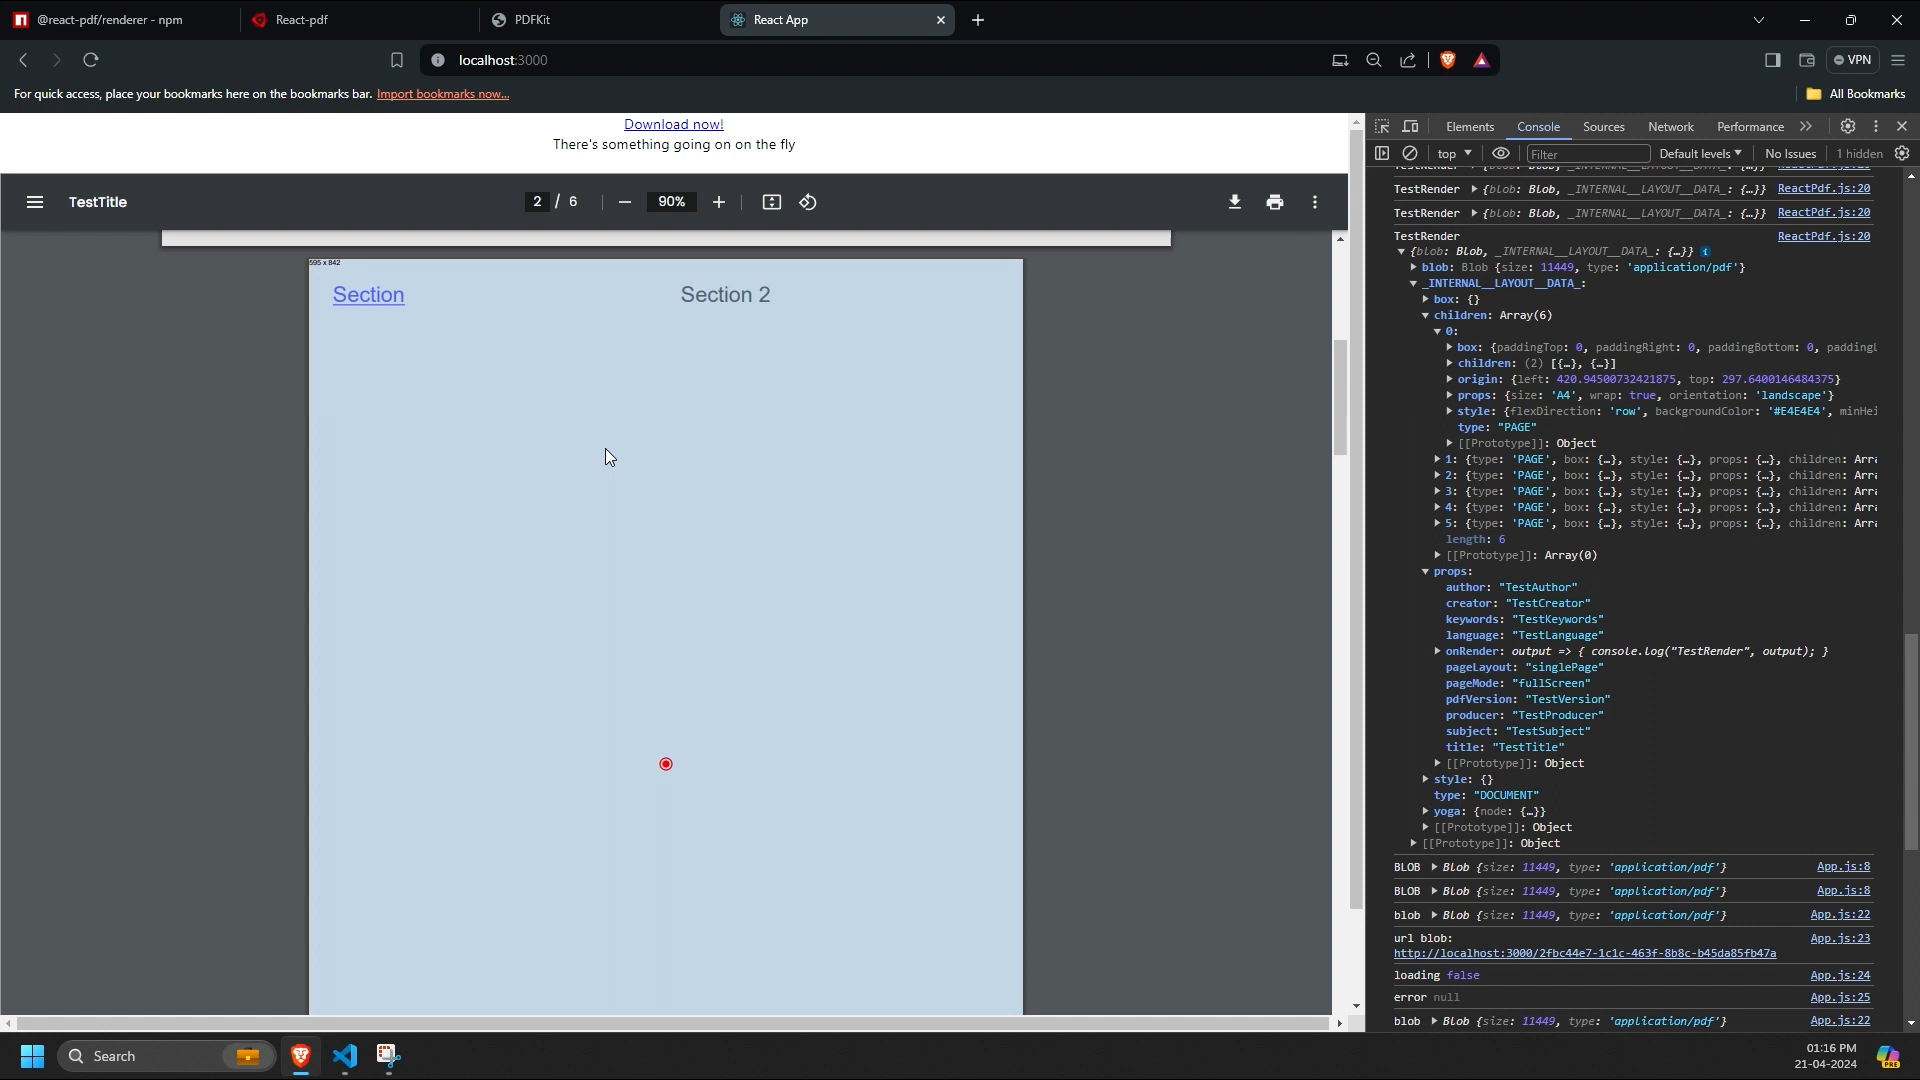 @react-pdf/renderer - npm
React-pdf
PDFKit
React App
localhost:3000
VPN
For quick access, place your bookmarks here on the bookmarks bar. Import bookmarks now...
All Bookmarks
Download now!
There's something going on on the fly
TestTitle
2 / 6
90%
595 x 842
Section
Section 2
Elements Console Sources Network Performance
top
Filter
Default levels
No Issues
1 hidden
TestRender {blob: Blob, _INTERNAL__LAYOUT__DATA_: {…}} ReactPdf.js:20
TestRender {blob: Blob, _INTERNAL__LAYOUT__DATA_: {…}} ReactPdf.js:20
TestRender ReactPdf.js:20
{blob: Blob, _INTERNAL__LAYOUT__DATA_: {…}}
blob: Blob {size: 11449, type: 'application/pdf'}
_INTERNAL__LAYOUT__DATA_:
box: {}
children: Array(6)
0:
box: {paddingTop: 0, paddingRight: 0, paddingBottom: 0, paddingL
children: (2) [{…}, {…}]
origin: {left: 420.94500732421875, top: 297.6400146484375}
props: {size: 'A4', wrap: true, orientation: 'landscape'}
style: {flexDirection: 'row', backgroundColor: '#E4E4E4', minHei
type: "PAGE"
[[Prototype]]: Object
1: {type: 'PAGE', box: {…}, style: {…}, props: {…}, children: Arra
2: {type: 'PAGE', box: {…}, style: {…}, props: {…}, children: Arra
3: {type: 'PAGE', box: {…}, style: {…}, props: {…}, children: Arra
4: {type: 'PAGE', box: {…}, style: {…}, props: {…}, children: Arra
5: {type: 'PAGE', box: {…}, style: {…}, props: {…}, children: Arra
length: 6
[[Prototype]]: Array(0)
props:
author: "TestAuthor"
creator: "TestCreator"
keywords: "TestKeywords"
language: "TestLanguage"
onRender: output => { console.log("TestRender", output); }
pageLayout: "singlePage"
pageMode: "fullScreen"
pdfVersion: "TestVersion"
producer: "TestProducer"
subject: "TestSubject"
title: "TestTitle"
[[Prototype]]: Object
style: {}
type: "DOCUMENT"
yoga: {node: {…}}
[[Prototype]]: Object
[[Prototype]]: Object
BLOB Blob {size: 11449, type: 'application/pdf'} App.js:8
BLOB Blob {size: 11449, type: 'application/pdf'} App.js:8
blob Blob {size: 11449, type: 'application/pdf'} App.js:22
url blob: App.js:23
http://localhost:3000/2fbc44e7-1c1c-463f-8b8c-b45da85fb47a
loading false App.js:24
error null App.js:25
blob Blob {size: 11449, type: 'application/pdf'} App.js:22
Search
01:16 PM
21-04-2024